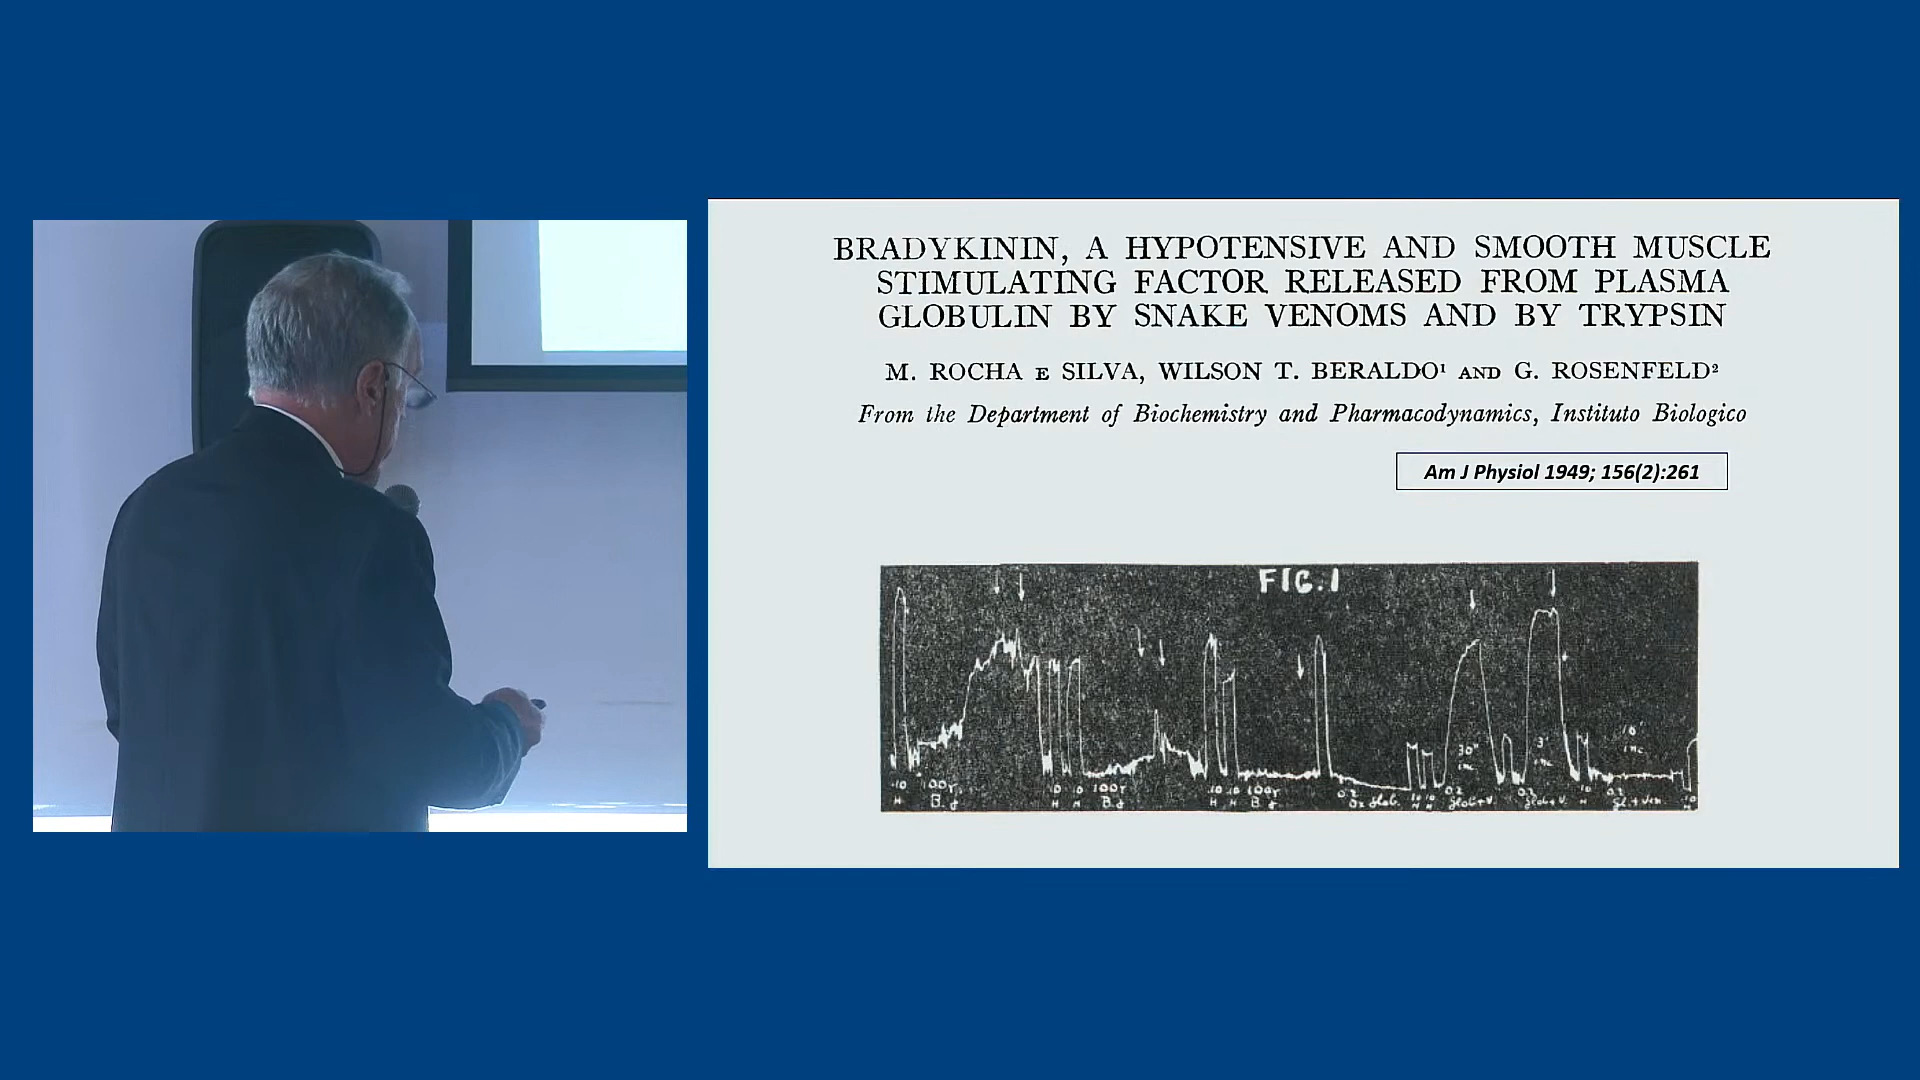 BRADYKININ, A HYPOTENSIVE AND SMOOTH MUSCLE
STIMULATING FACTOR RELEASED FROM PLASMA
GLOBULIN BY SNAKE VENOMS AND BY TRYPSIN
M. ROCHA E SILVA, WILSON T. BERALDO¹ AND G. ROSENFELD²
From the Department of Biochemistry and Pharmacodynamics, Instituto Biologico
Am J Physiol 1949; 156(2):261
FIG. 1